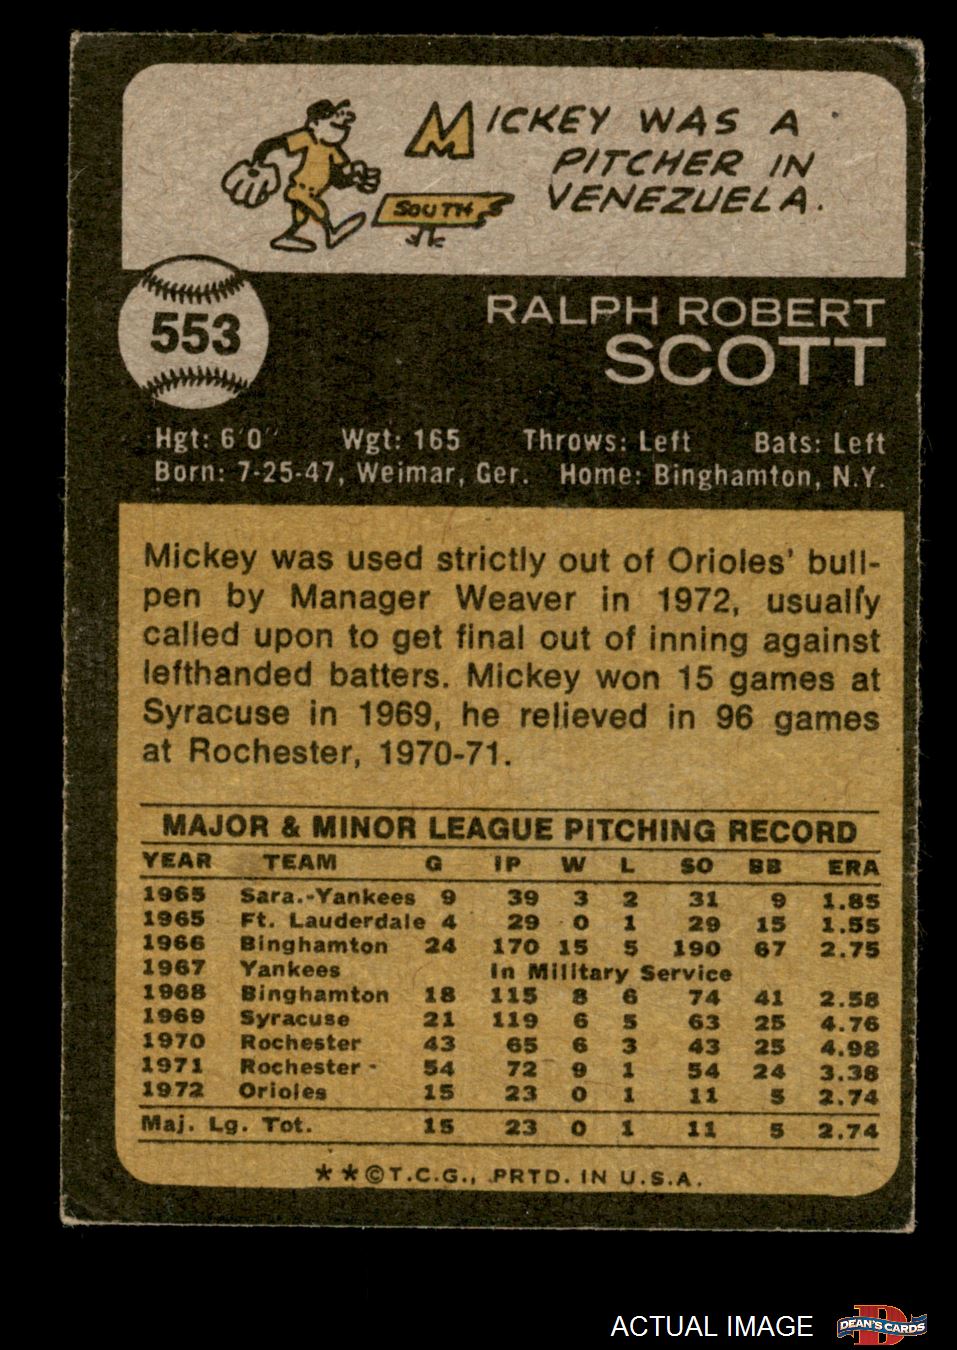 MICKEY WAS A
PITCHER IN
VENEZUELA.
SOUTH
553
RALPH ROBERT
SCOTT
Hgt: 6'0" Wgt: 165 Throws: Left Bats: Left
Born: 7-25-47, Weimar, Ger. Home: Binghamton, N.Y.
Mickey was used strictly out of Orioles' bull-
pen by Manager Weaver in 1972, usually
called upon to get final out of inning against
lefthanded batters. Mickey won 15 games at
Syracuse in 1969, he relieved in 96 games
at Rochester, 1970-71.
MAJOR & MINOR LEAGUE PITCHING RECORD
YEAR TEAM G IP W L SO BB ERA
1965 Sara.-Yankees 9 39 3 2 31 9 1.85
1965 Ft. Lauderdale 4 29 0 1 29 15 1.55
1966 Binghamton 24 170 15 5 190 67 2.75
1967 Yankees In Military Service
1968 Binghamton 18 115 8 6 74 41 2.58
1969 Syracuse 21 119 6 5 63 25 4.76
1970 Rochester 43 65 6 3 43 25 4.98
1971 Rochester 54 72 9 1 54 24 3.38
1972 Orioles 15 23 0 1 11 5 2.74
Maj. Lg. Tot. 15 23 0 1 11 5 2.74
**©T.C.G., PRTD. IN U.S.A.
ACTUAL IMAGE
DEAN'S CARDS